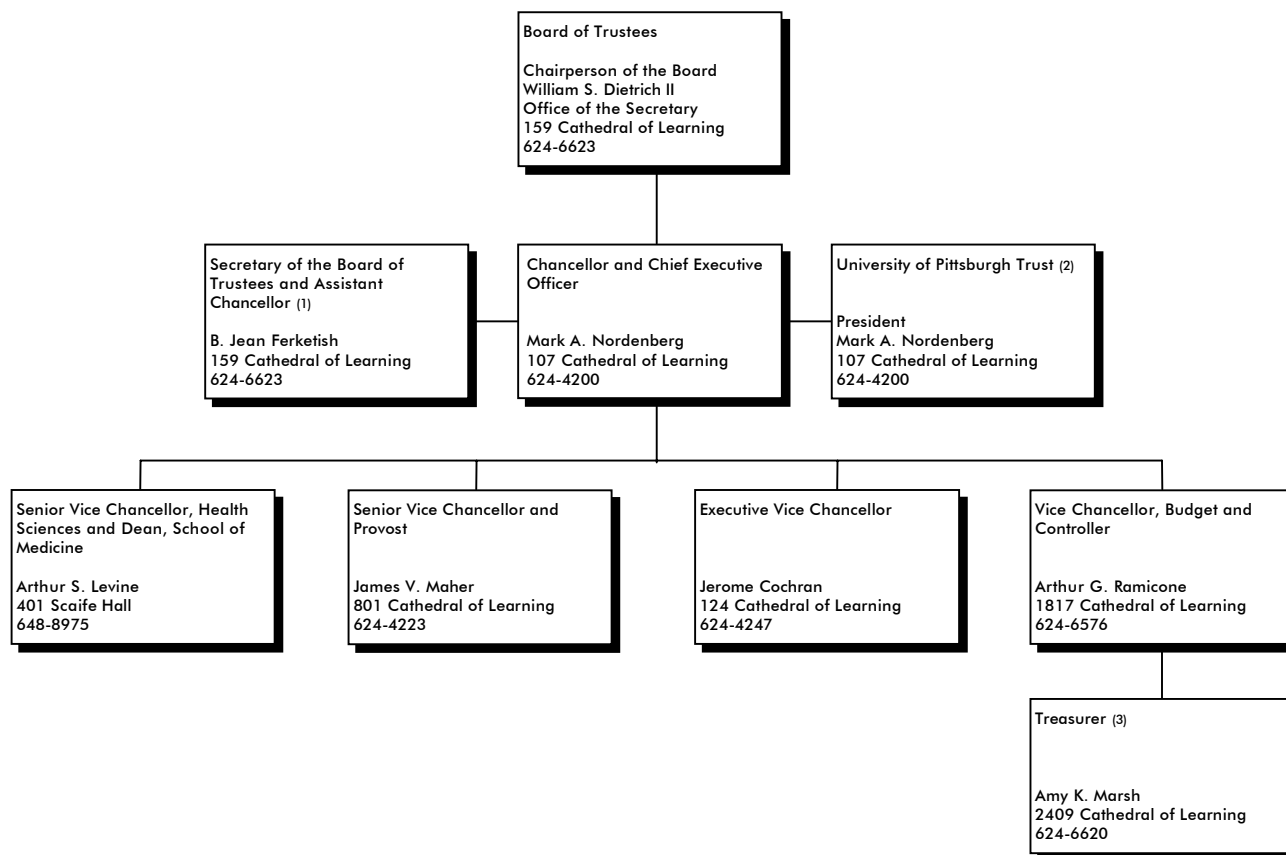 Board of Trustees
Chairperson of the Board
William S. Dietrich II
Office of the Secretary
159 Cathedral of Learning
624-6623
Secretary of the Board of
Trustees and Assistant
Chancellor (1)
B. Jean Ferketish
159 Cathedral of Learning
624-6623
Chancellor and Chief Executive
Officer
Mark A. Nordenberg
107 Cathedral of Learning
624-4200
University of Pittsburgh Trust (2)
President
Mark A. Nordenberg
107 Cathedral of Learning
624-4200
Senior Vice Chancellor, Health
Sciences and Dean, School of
Medicine
Arthur S. Levine
401 Scaife Hall
648-8975
Senior Vice Chancellor and
Provost
James V. Maher
801 Cathedral of Learning
624-4223
Executive Vice Chancellor
Jerome Cochran
124 Cathedral of Learning
624-4247
Vice Chancellor, Budget and
Controller
Arthur G. Ramicone
1817 Cathedral of Learning
624-6576
Treasurer (3)
Amy K. Marsh
2409 Cathedral of Learning
624-6620